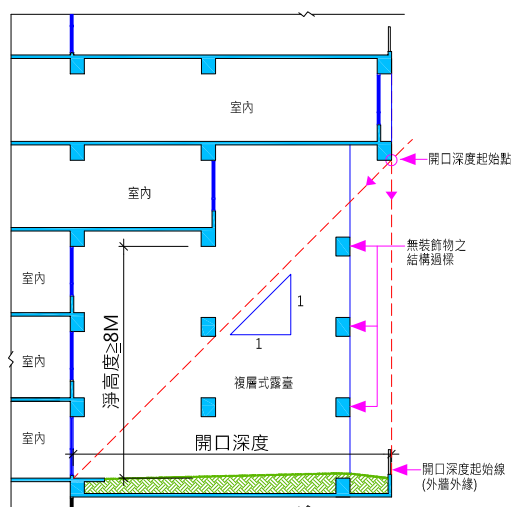 室內
開口深度起始點
室內
無裝飾物之
結構過樑
室內
淨高度≥8M
1
1
室內
複層式露臺
室內
開口深度
開口深度起始線
(外牆外緣)